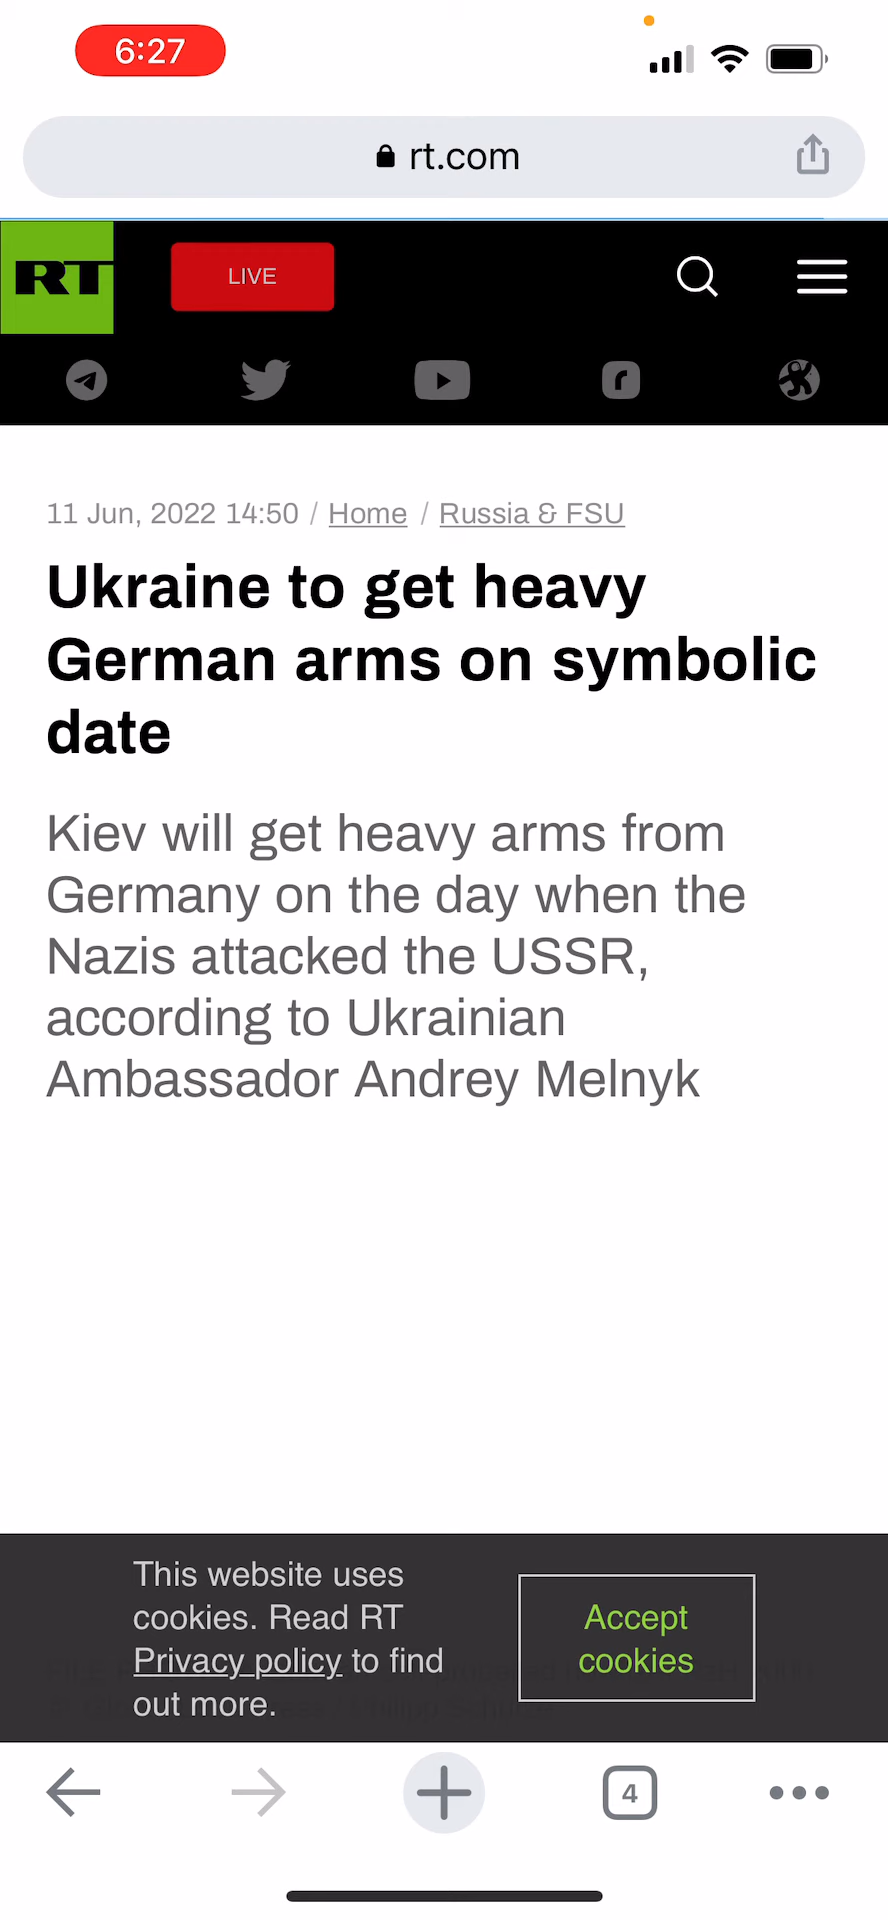 6:27
rt.com
RT
LIVE
11 Jun, 2022 14:50 / Home / Russia & FSU
Ukraine to get heavy
German arms on symbolic
date
Kiev will get heavy arms from
Germany on the day when the
Nazis attacked the USSR,
according to Ukrainian
Ambassador Andrey Melnyk
This website uses
cookies. Read RT
Privacy policy to find
out more.
Accept
cookies
4